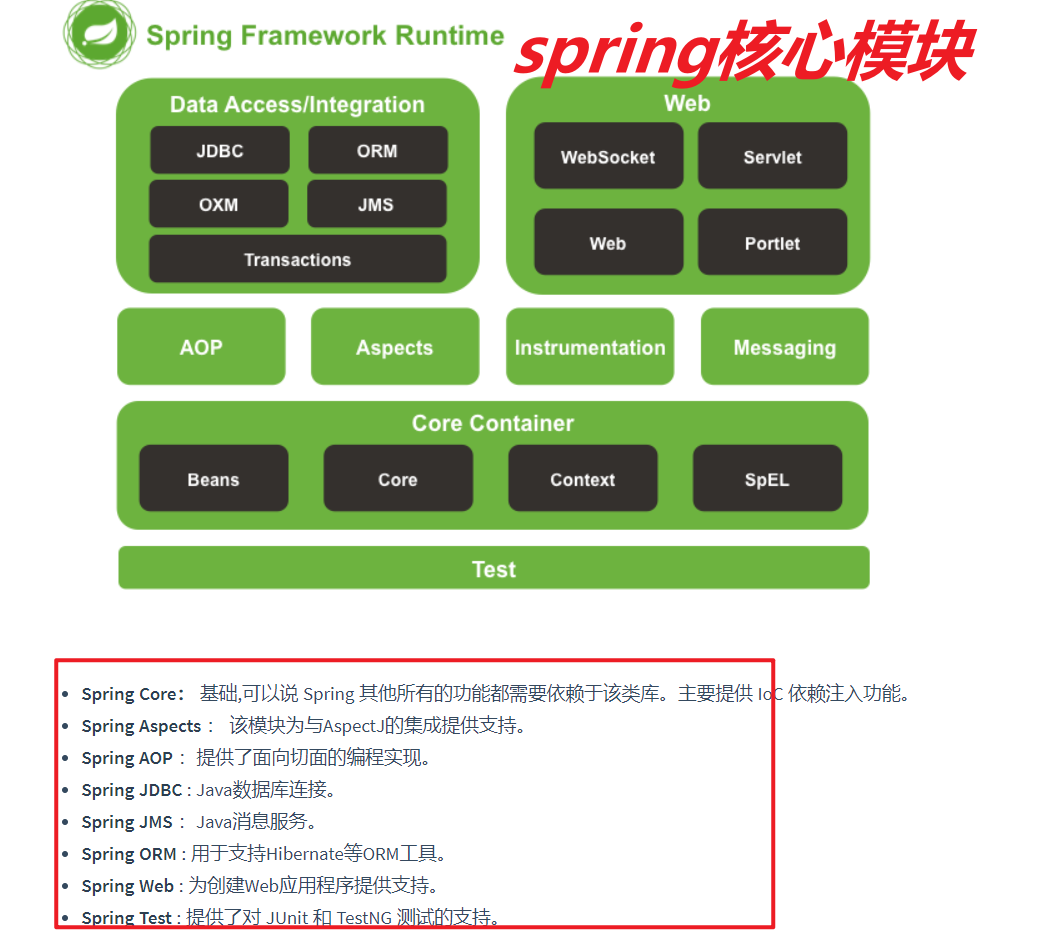 Spring Framework Runtime
spring核心模块
Data Access/Integration
JDBC ORM
OXM JMS
Transactions
Web
WebSocket Servlet
Web Portlet
AOP Aspects Instrumentation Messaging
Core Container
Beans Core Context SpEL
Test
Spring Core： 基础,可以说 Spring 其他所有的功能都需要依赖于该类库。主要提供 IoC 依赖注入功能。
Spring Aspects ： 该模块为与AspectJ的集成提供支持。
Spring AOP ：提供了面向切面的编程实现。
Spring JDBC : Java数据库连接。
Spring JMS ：Java消息服务。
Spring ORM : 用于支持Hibernate等ORM工具。
Spring Web : 为创建Web应用程序提供支持。
Spring Test : 提供了对 JUnit 和 TestNG 测试的支持。